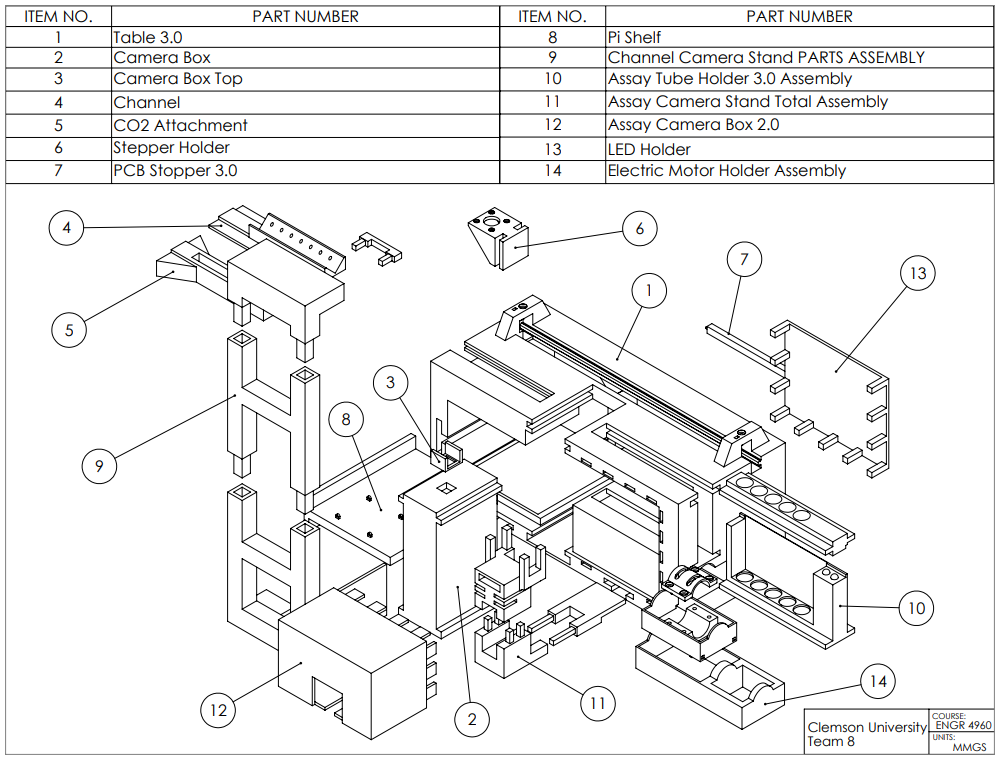 ITEM NO. PART NUMBER ITEM NO. PART NUMBER
1 Table 3.0 8 Pi Shelf
2 Camera Box 9 Channel Camera Stand PARTS ASSEMBLY
3 Camera Box Top 10 Assay Tube Holder 3.0 Assembly
4 Channel 11 Assay Camera Stand Total Assembly
5 CO2 Attachment 12 Assay Camera Box 2.0
6 Stepper Holder 13 LED Holder
7 PCB Stopper 3.0 14 Electric Motor Holder Assembly
4
6
7
13
5
1
3
8
9
10
12
2
11
14
Clemson University
Team 8
COURSE:
ENGR 4960
UNITS:
MMGS